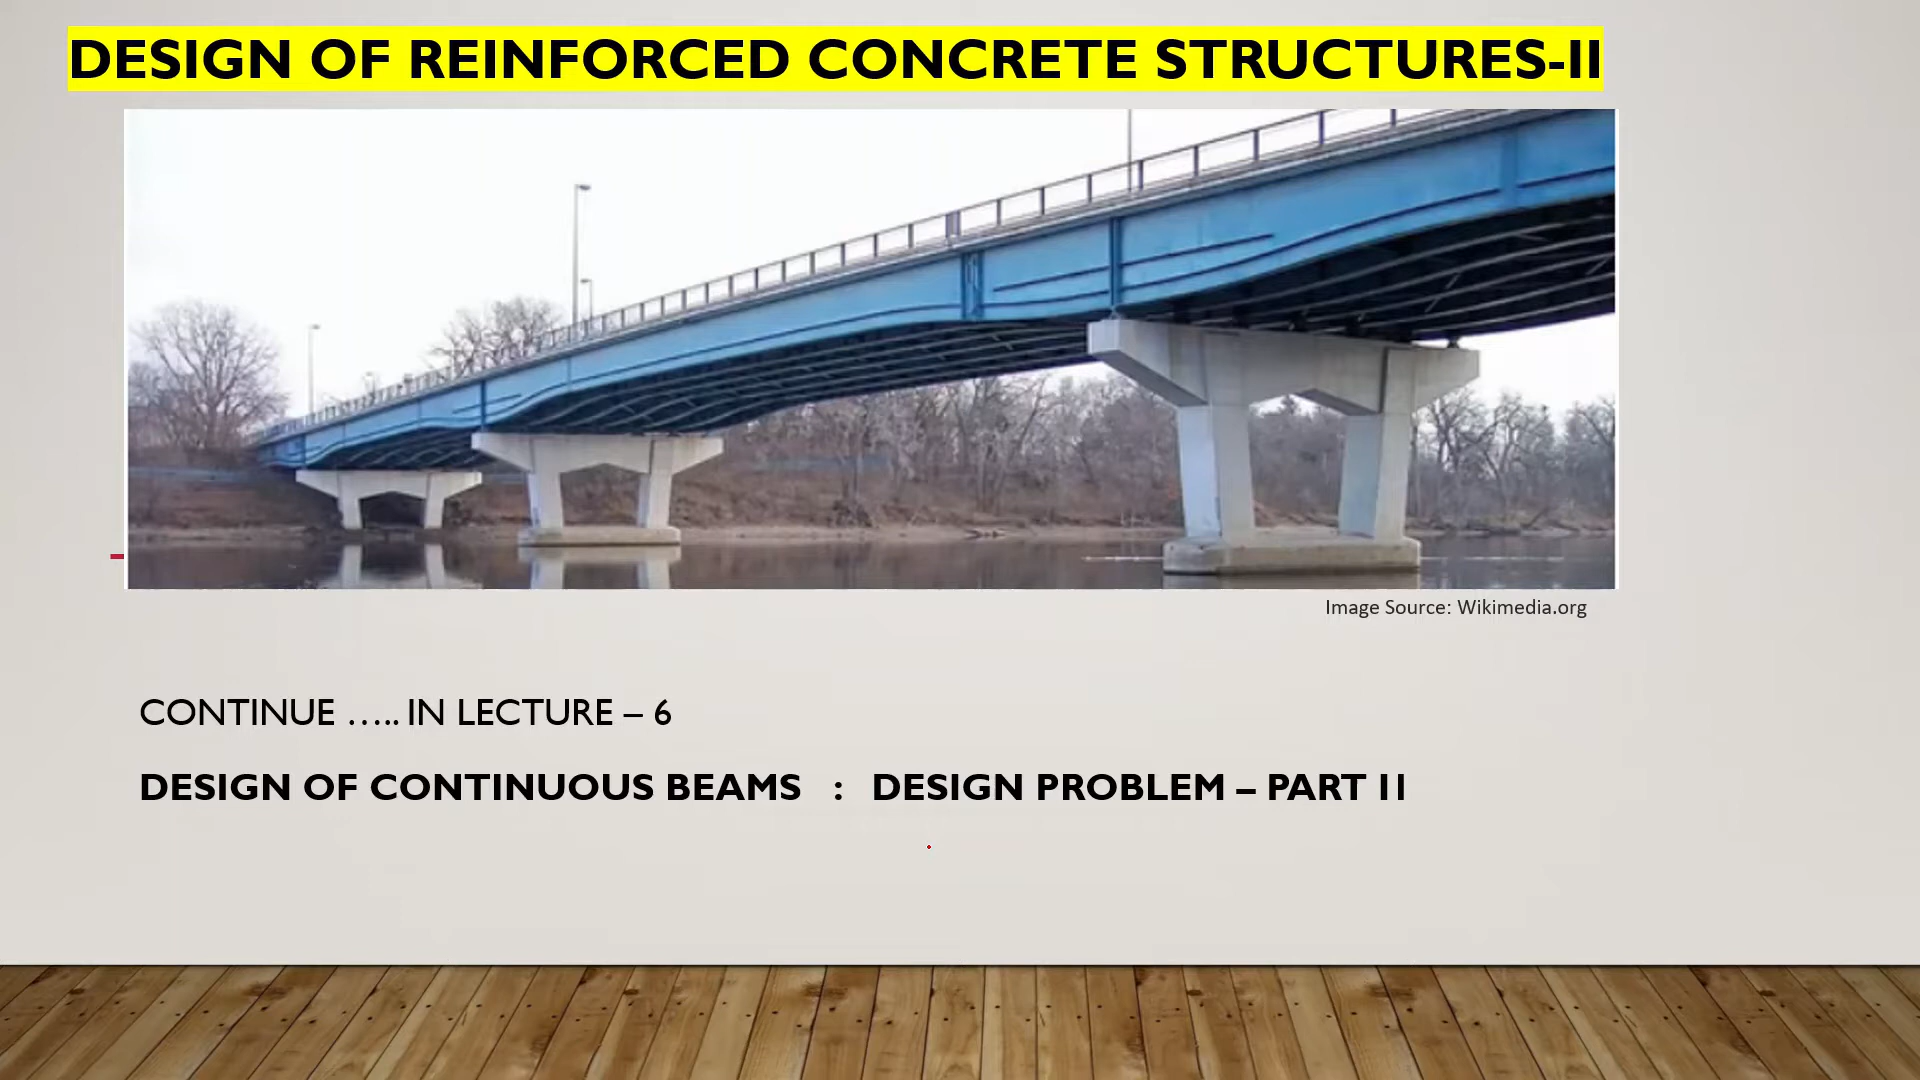 DESIGN OF REINFORCED CONCRETE STRUCTURES-II
Image Source: Wikimedia.org
CONTINUE ….. IN LECTURE – 6
DESIGN OF CONTINUOUS BEAMS : DESIGN PROBLEM – PART II